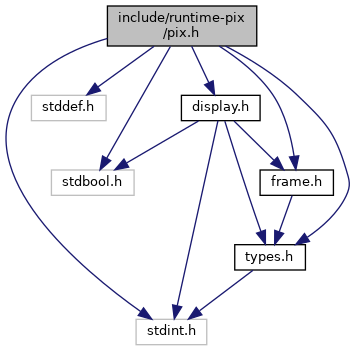 include/runtime-pix
/pix.h
stddef.h
display.h
stdbool.h
frame.h
types.h
stdint.h